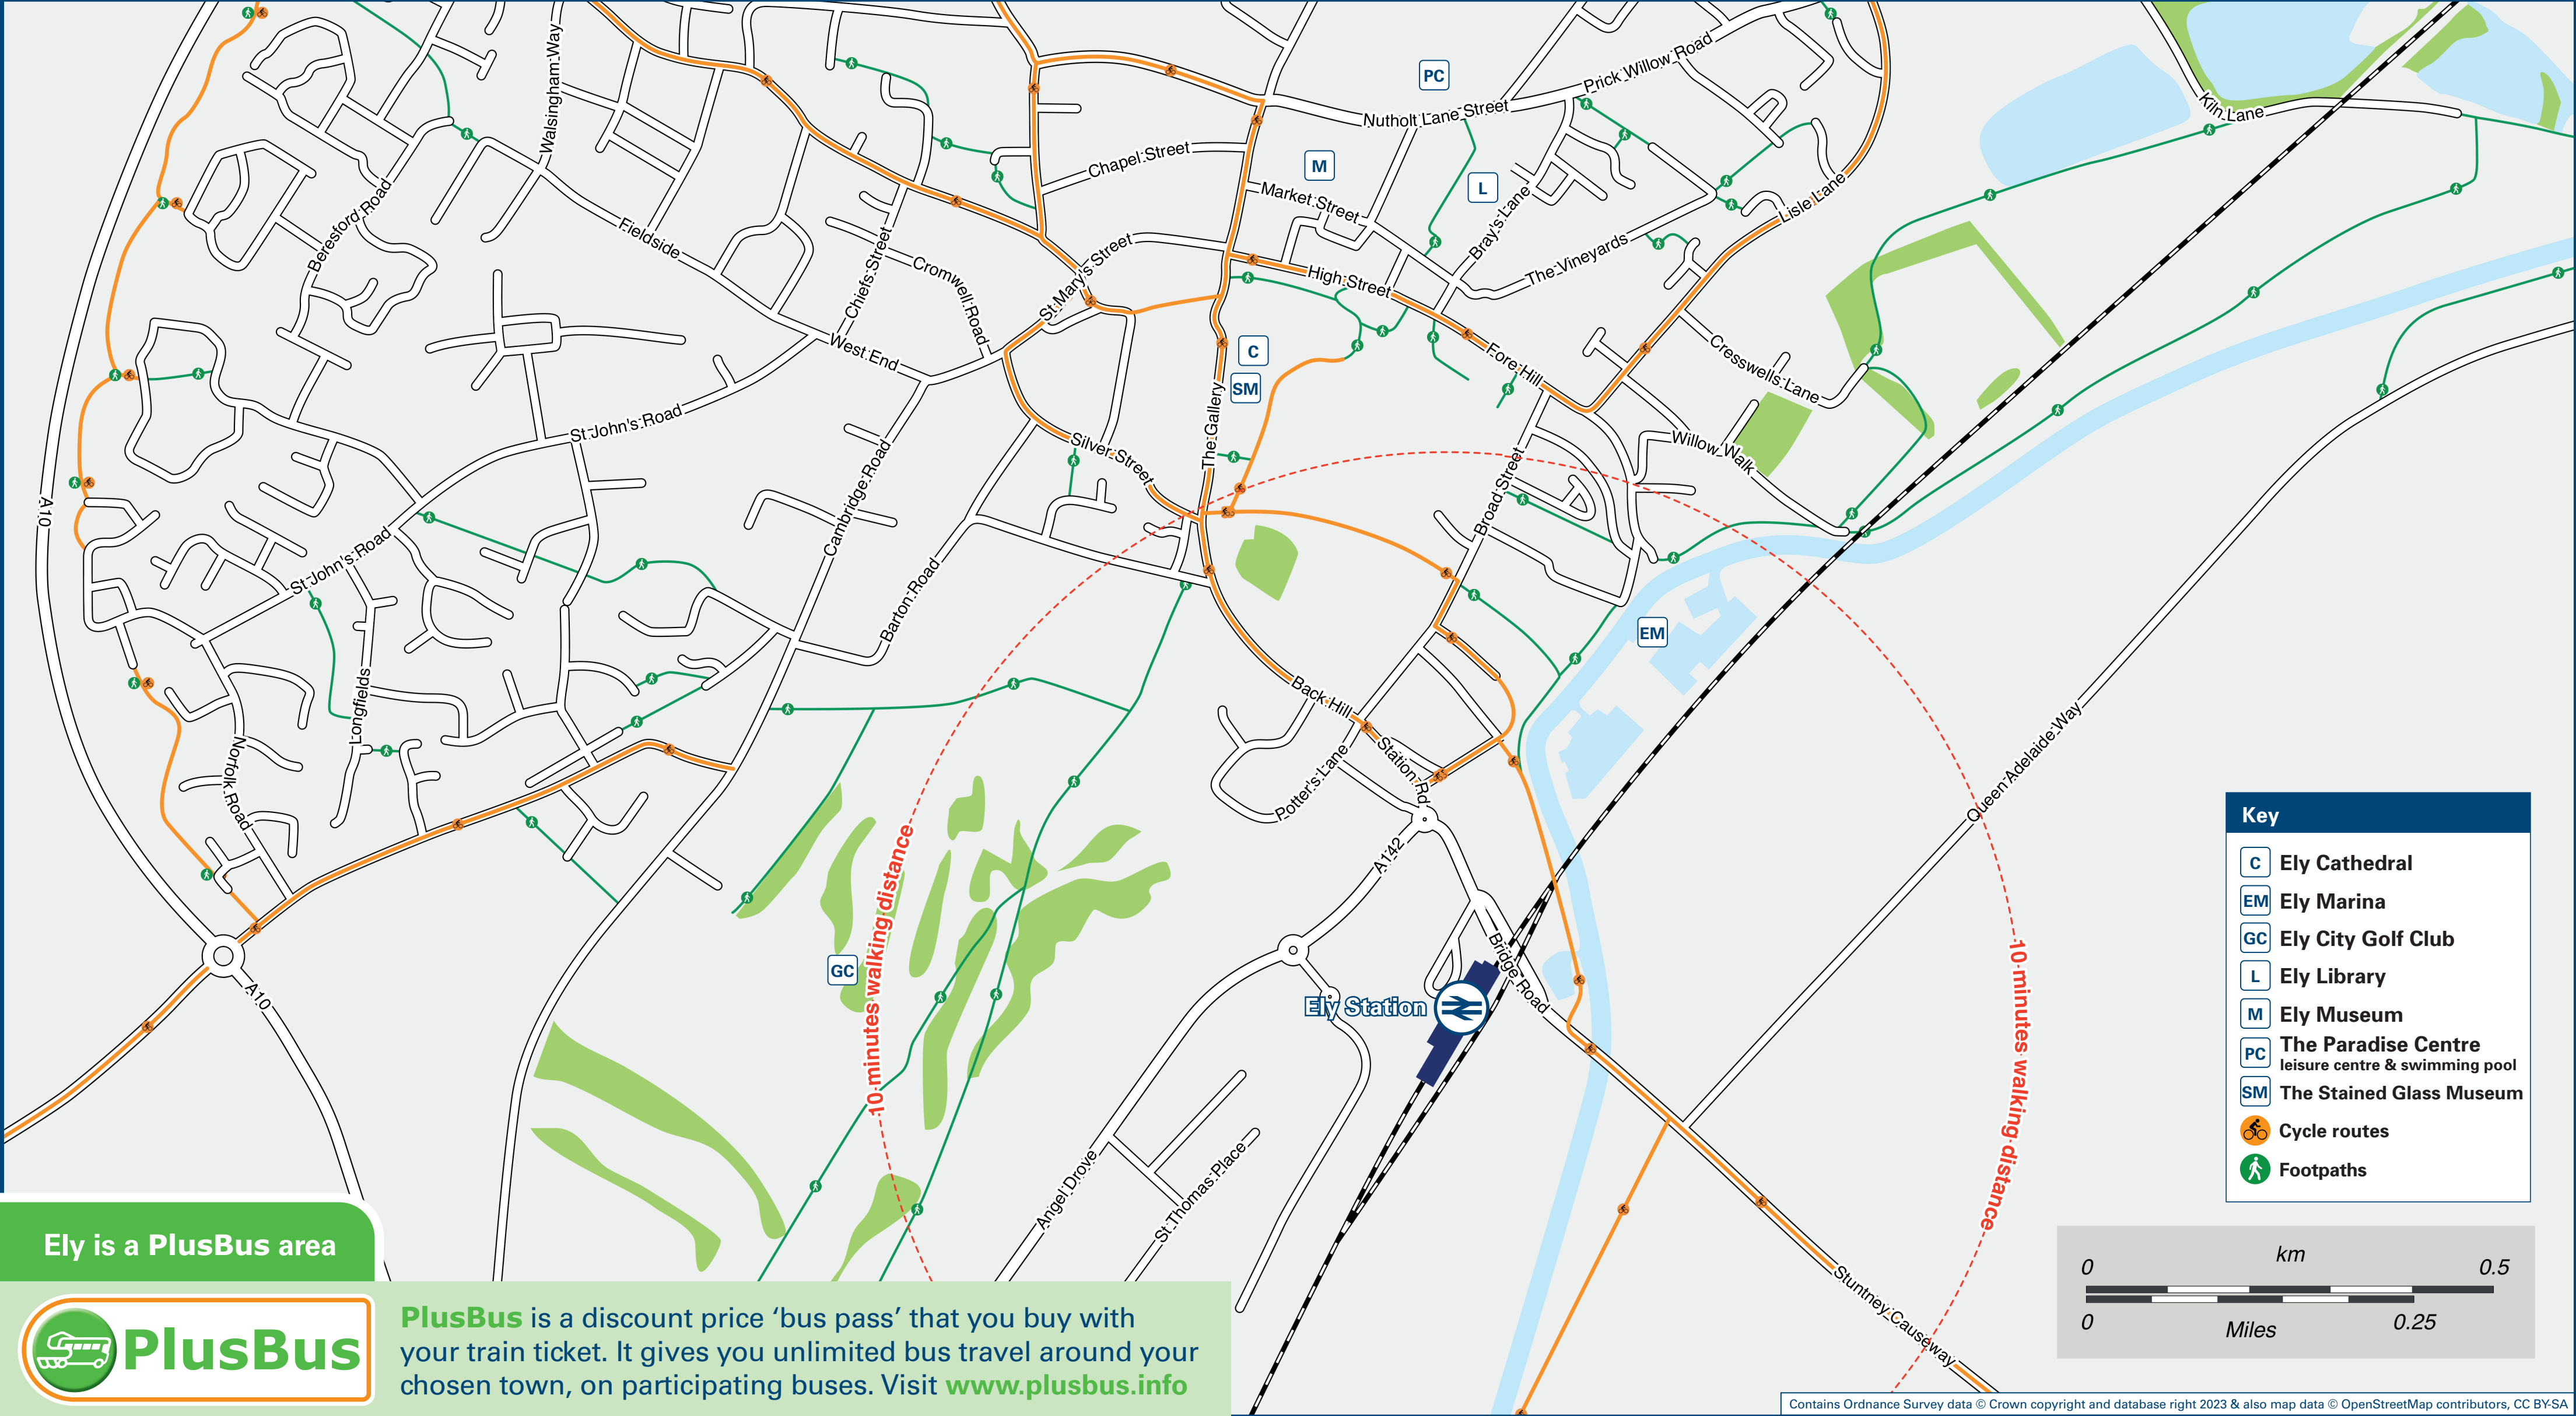 Walsingham Way
Prick Willow Road
PC
Nutholt Lane Street
Kiln Lane
Chapel Street
M
Market Street
L
Bray's Lane
Lisle Lane
Beresford Road
Fieldside
Chiefs Street
Cromwell Road
St Mary's Street
High Street
The Vineyards
West End
C
SM
Fore Hill
Cresswells Lane
St John's Road
The Gallery
Silver Street
Willow Walk
A10
Cambridge Road
Broad Street
St John's Road
Barton Road
EM
Longfields
Back Hill
Station Rd
Potter's Lane
Norfolk Road
Queen Adelaide Way
A142
10 minutes walking distance
GC
A10
Bridge Road
Ely Station
10 minutes walking distance
Angel Drove
St Thomas Place
Stuntney Causeway
Key
C Ely Cathedral
EM Ely Marina
GC Ely City Golf Club
L Ely Library
M Ely Museum
PC The Paradise Centre
leisure centre & swimming pool
SM The Stained Glass Museum
Cycle routes
Footpaths
km
0 0.5
0 0.25
Miles
Ely is a PlusBus area
PlusBus
PlusBus is a discount price ‘bus pass’ that you buy with
your train ticket. It gives you unlimited bus travel around your
chosen town, on participating buses. Visit www.plusbus.info
Contains Ordnance Survey data © Crown copyright and database right 2023 & also map data © OpenStreetMap contributors, CC BY-SA